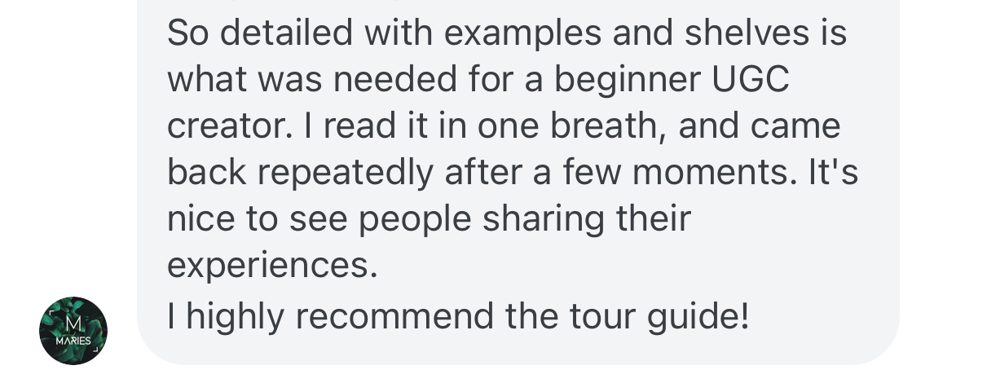 So detailed with examples and shelves is
what was needed for a beginner UGC
creator. I read it in one breath, and came
back repeatedly after a few moments. It's
nice to see people sharing their
experiences.
I highly recommend the tour guide!
M
MARIES